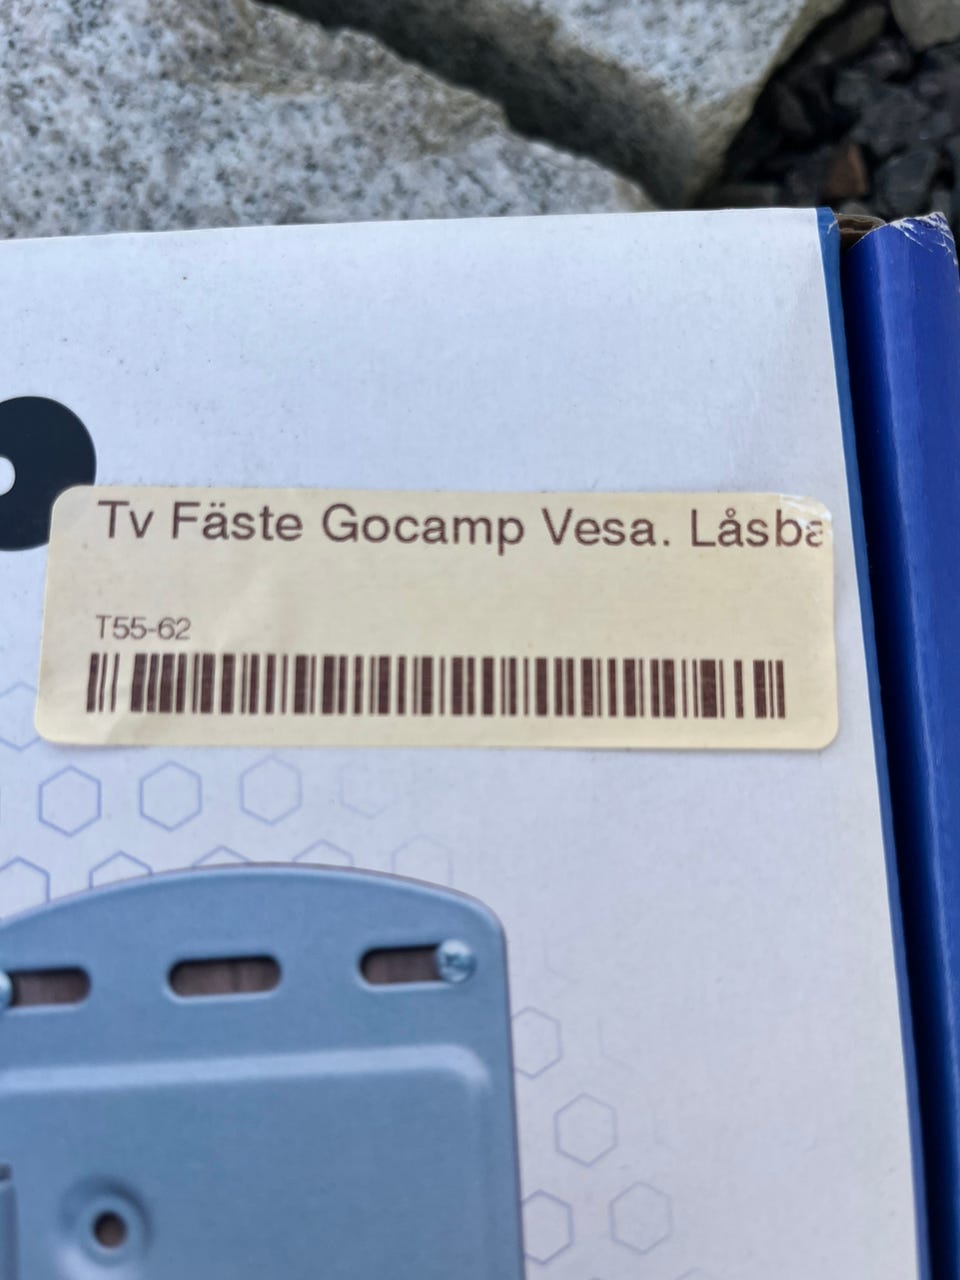 Tv Fäste Gocamp Vesa. Låsba
T55-62